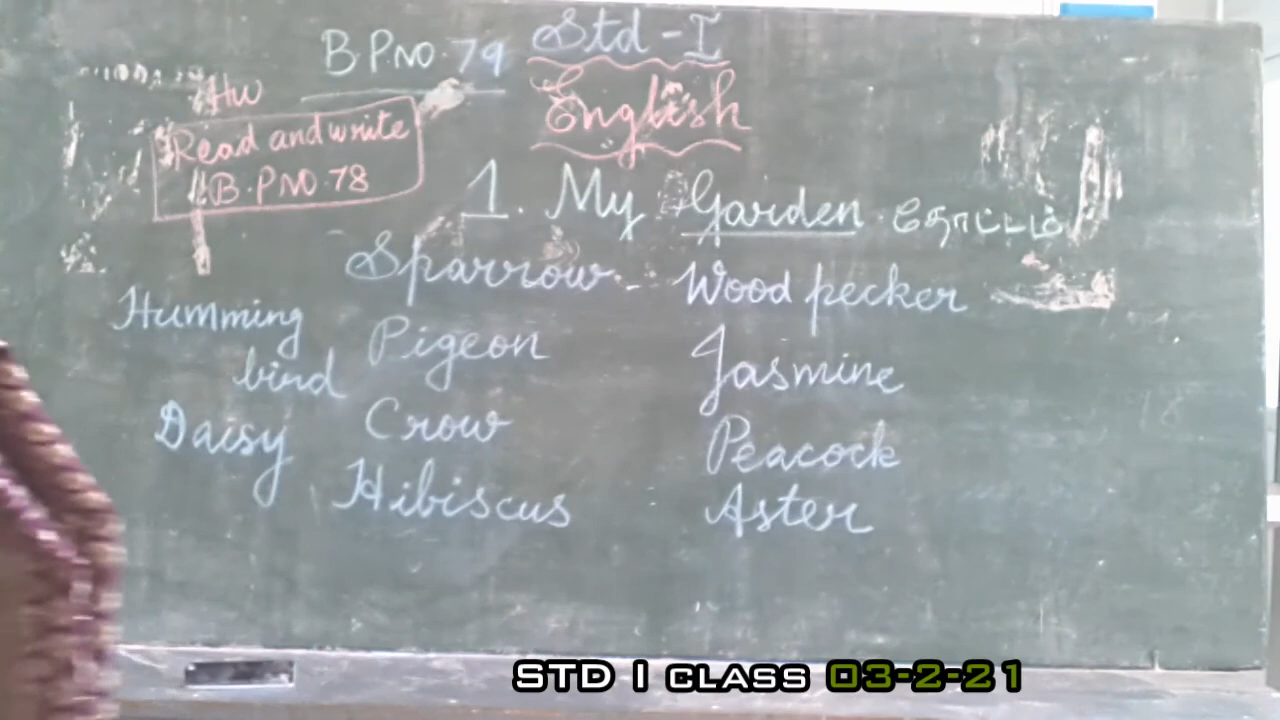 B.P.NO.79 Std-I
HW
English
Read and write
B.P NO.78
1. My Garden. தோட்டம்
Sparrow Wood pecker
Humming
bird
Pigeon Jasmine
Daisy Crow Peacock
Hibiscus Aster
STD I CLASS 03-2-21